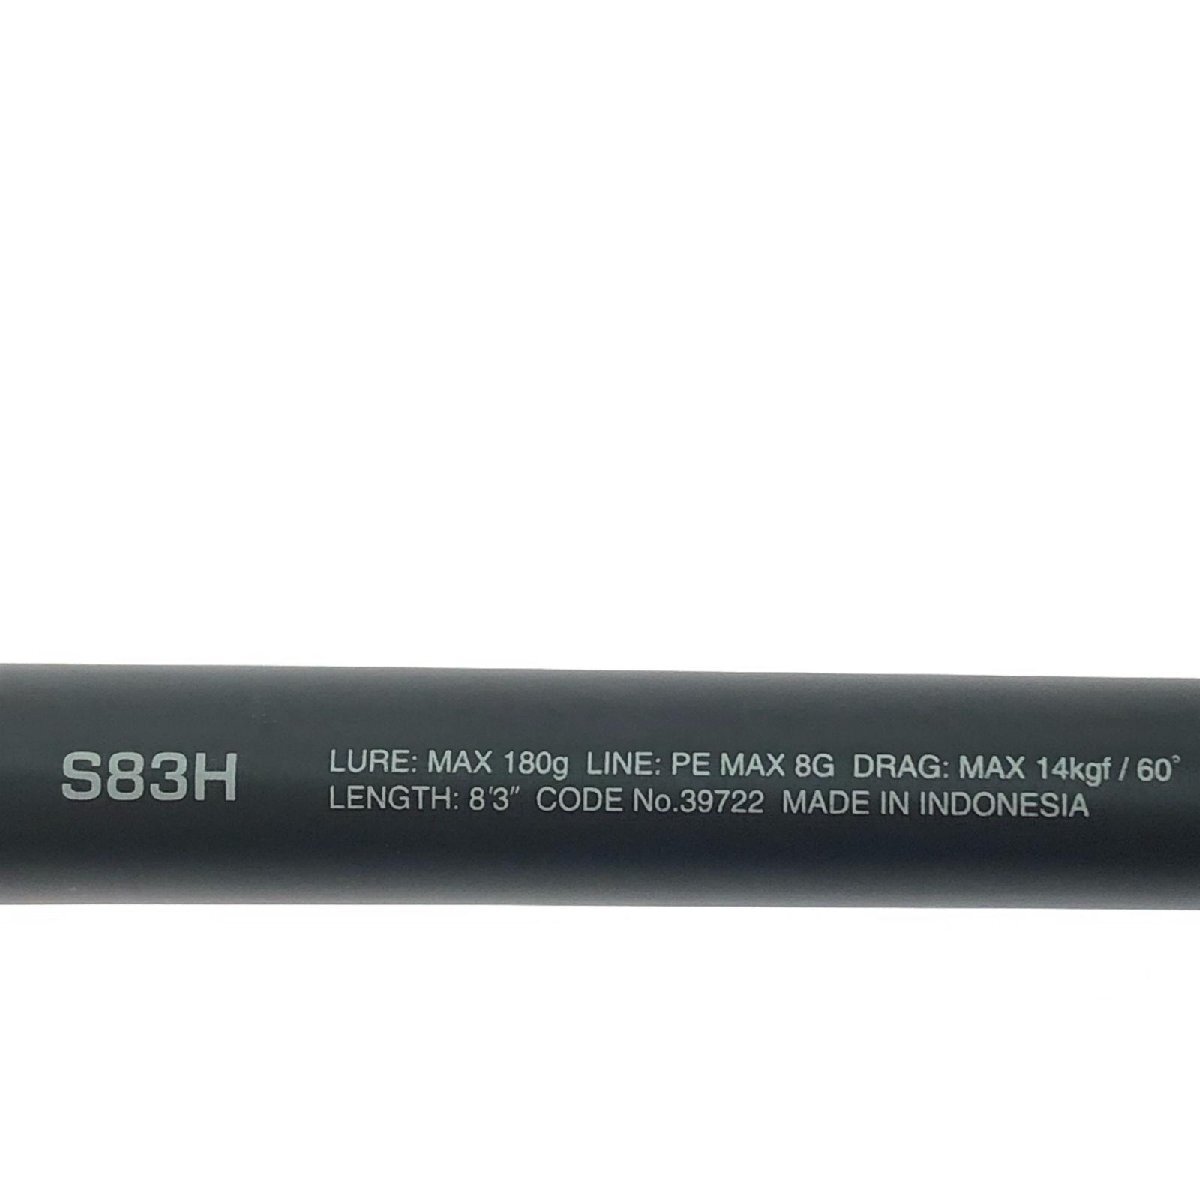 S83H
LURE: MAX 180g LINE: PE MAX 8G DRAG: MAX 14kgf / 60°
LENGTH: 8'3" CODE No.39722 MADE IN INDONESIA